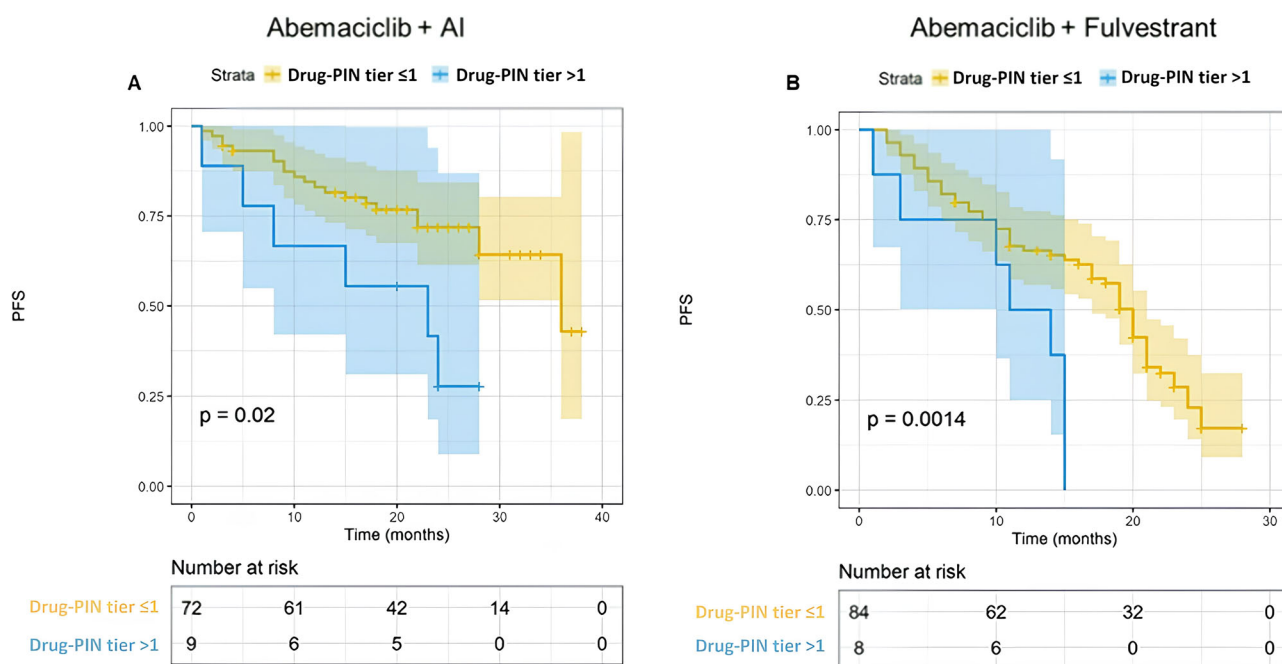 Abemaciclib + AI
A
Strata Drug-PIN tier ≤1 Drug-PIN tier >1
PFS
1.00
0.75
0.50
0.25
0.00
p = 0.02
0 10 20 30 40
Time (months)
Number at risk
Drug-PIN tier ≤1 72 61 42 14 0
Drug-PIN tier >1 9 6 5 0 0
Abemaciclib + Fulvestrant
B
Strata Drug-PIN tier ≤1 Drug-PIN tier >1
PFS
1.00
0.75
0.50
0.25
0.00
p = 0.0014
0 10 20 30
Time (months)
Number at risk
Drug-PIN tier ≤1 84 62 32 0
Drug-PIN tier >1 8 6 0 0